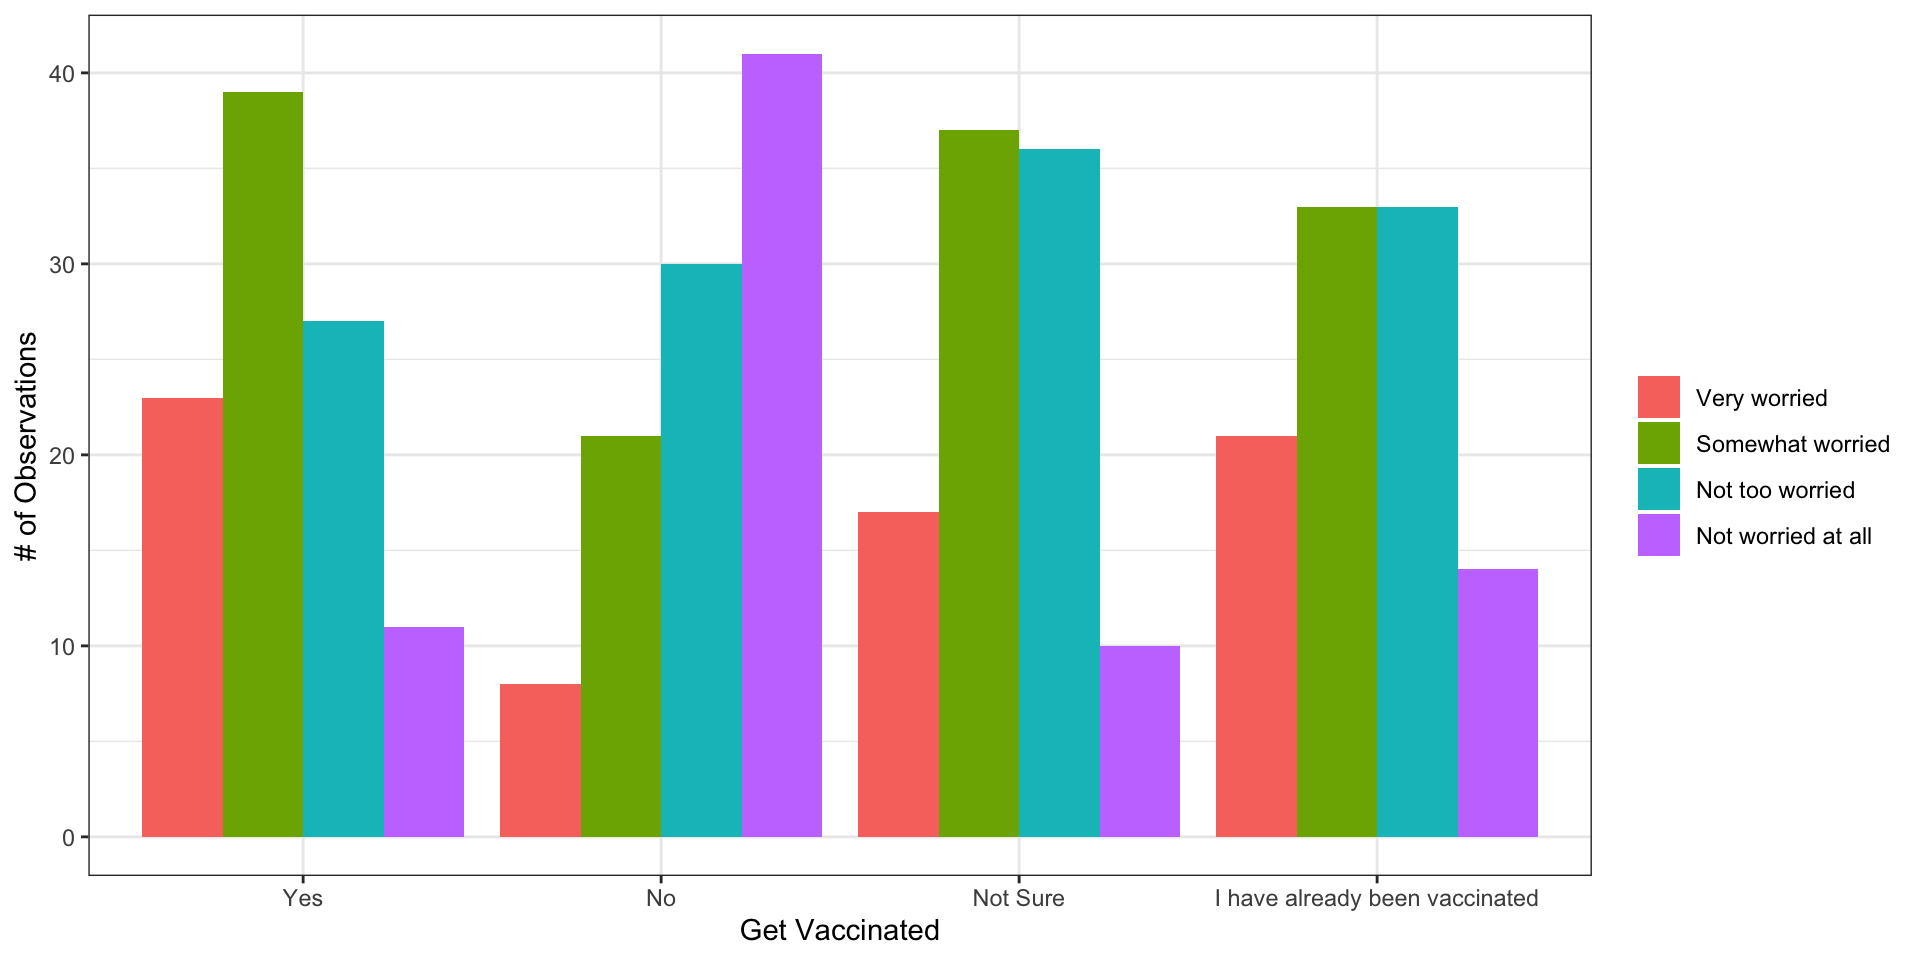 # of Observations
40
30
20
10
0
Yes
No
Not Sure
I have already been vaccinated
Get Vaccinated
Very worried
Somewhat worried
Not too worried
Not worried at all